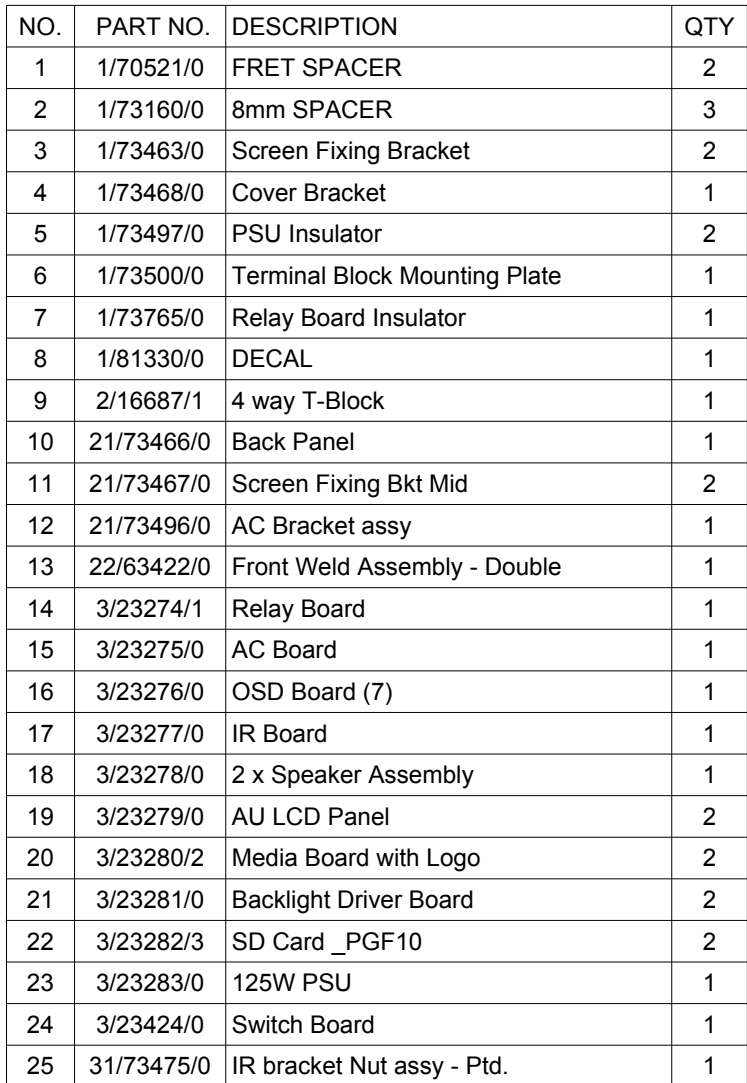 NO. PART NO. DESCRIPTION QTY
1 1/70521/0 FRET SPACER 2
2 1/73160/0 8mm SPACER 3
3 1/73463/0 Screen Fixing Bracket 2
4 1/73468/0 Cover Bracket 1
5 1/73497/0 PSU Insulator 2
6 1/73500/0 Terminal Block Mounting Plate 1
7 1/73765/0 Relay Board Insulator 1
8 1/81330/0 DECAL 1
9 2/16687/1 4 way T-Block 1
10 21/73466/0 Back Panel 1
11 21/73467/0 Screen Fixing Bkt Mid 2
12 21/73496/0 AC Bracket assy 1
13 22/63422/0 Front Weld Assembly - Double 1
14 3/23274/1 Relay Board 1
15 3/23275/0 AC Board 1
16 3/23276/0 OSD Board (7) 1
17 3/23277/0 IR Board 1
18 3/23278/0 2 x Speaker Assembly 1
19 3/23279/0 AU LCD Panel 2
20 3/23280/2 Media Board with Logo 2
21 3/23281/0 Backlight Driver Board 2
22 3/23282/3 SD Card _PGF10 2
23 3/23283/0 125W PSU 1
24 3/23424/0 Switch Board 1
25 31/73475/0 IR bracket Nut assy - Ptd. 1